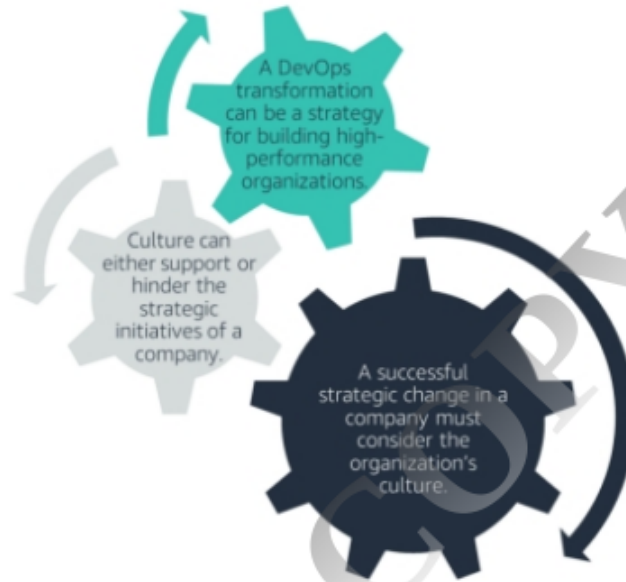 A DevOps
transformation
can be a strategy
for building high-
performance
organizations.
Culture can
either support or
hinder the
strategic
initiatives of a
company.
A successful
strategic change in a
company must
consider the
organization's
culture.
COPY